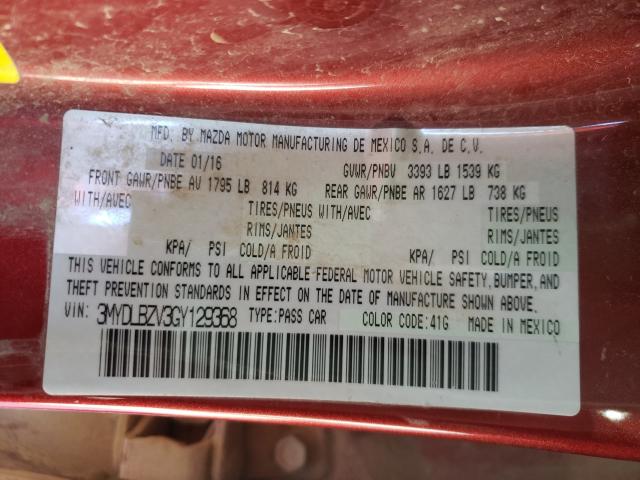 MFD. BY MAZDA MOTOR MANUFACTURING DE MEXICO S.A. DE C.V.
DATE 01/16 GVWR/PNBV 3393 LB 1539 KG
FRONT GAWR/PNBE AV 1795 LB 814 KG REAR GAWR/PNBE AR 1627 LB 738 KG
WITH/AVEC TIRES/PNEUS WITH/AVEC TIRES/PNEUS
RIMS/JANTES RIMS/JANTES
KPA/ PSI COLD/A FROID KPA/ PSI COLD/A FROID
THIS VEHICLE CONFORMS TO ALL APPLICABLE FEDERAL MOTOR VEHICLE SAFETY, BUMPER, AND
THEFT PREVENTION STANDARDS IN EFFECT ON THE DATE OF MANUFACTURE SHOWN ABOVE.
VIN: 3MYDLBZV3GY129368 TYPE:PASS CAR COLOR CODE:41G MADE IN MEXICO